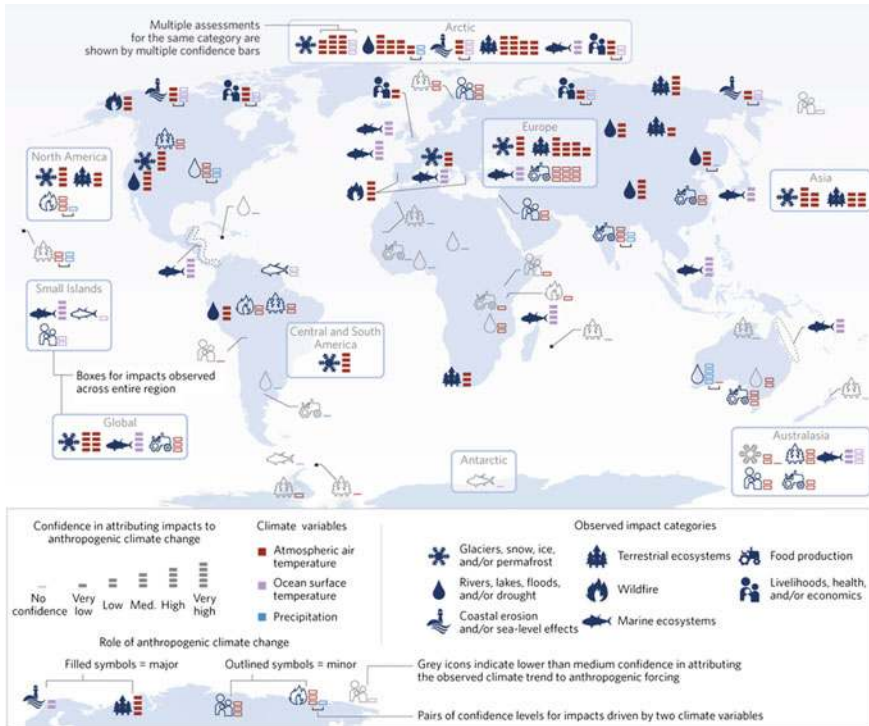 Multiple assessments
for the same category are
shown by multiple confidence bars
Arctic
North America
Europe
Asia
Small Islands
Central and South
America
Boxes for impacts observed
across entire region
Global
Antarctic
Australasia
Confidence in attributing impacts to
anthropogenic climate change
No
confidence
Very
low
Low
Med.
High
Very
high
Climate variables
Atmospheric air
temperature
Ocean surface
temperature
Precipitation
Observed impact categories
Glaciers, snow, ice,
and/or permafrost
Rivers, lakes, floods,
and/or drought
Coastal erosion
and/or sea-level effects
Terrestrial ecosystems
Wildfire
Marine ecosystems
Food production
Livelihoods, health,
and/or economics
Role of anthropogenic climate change
Filled symbols = major
Outlined symbols = minor
Grey icons indicate lower than medium confidence in attributing
the observed climate trend to anthropogenic forcing
Pairs of confidence levels for impacts driven by two climate variables